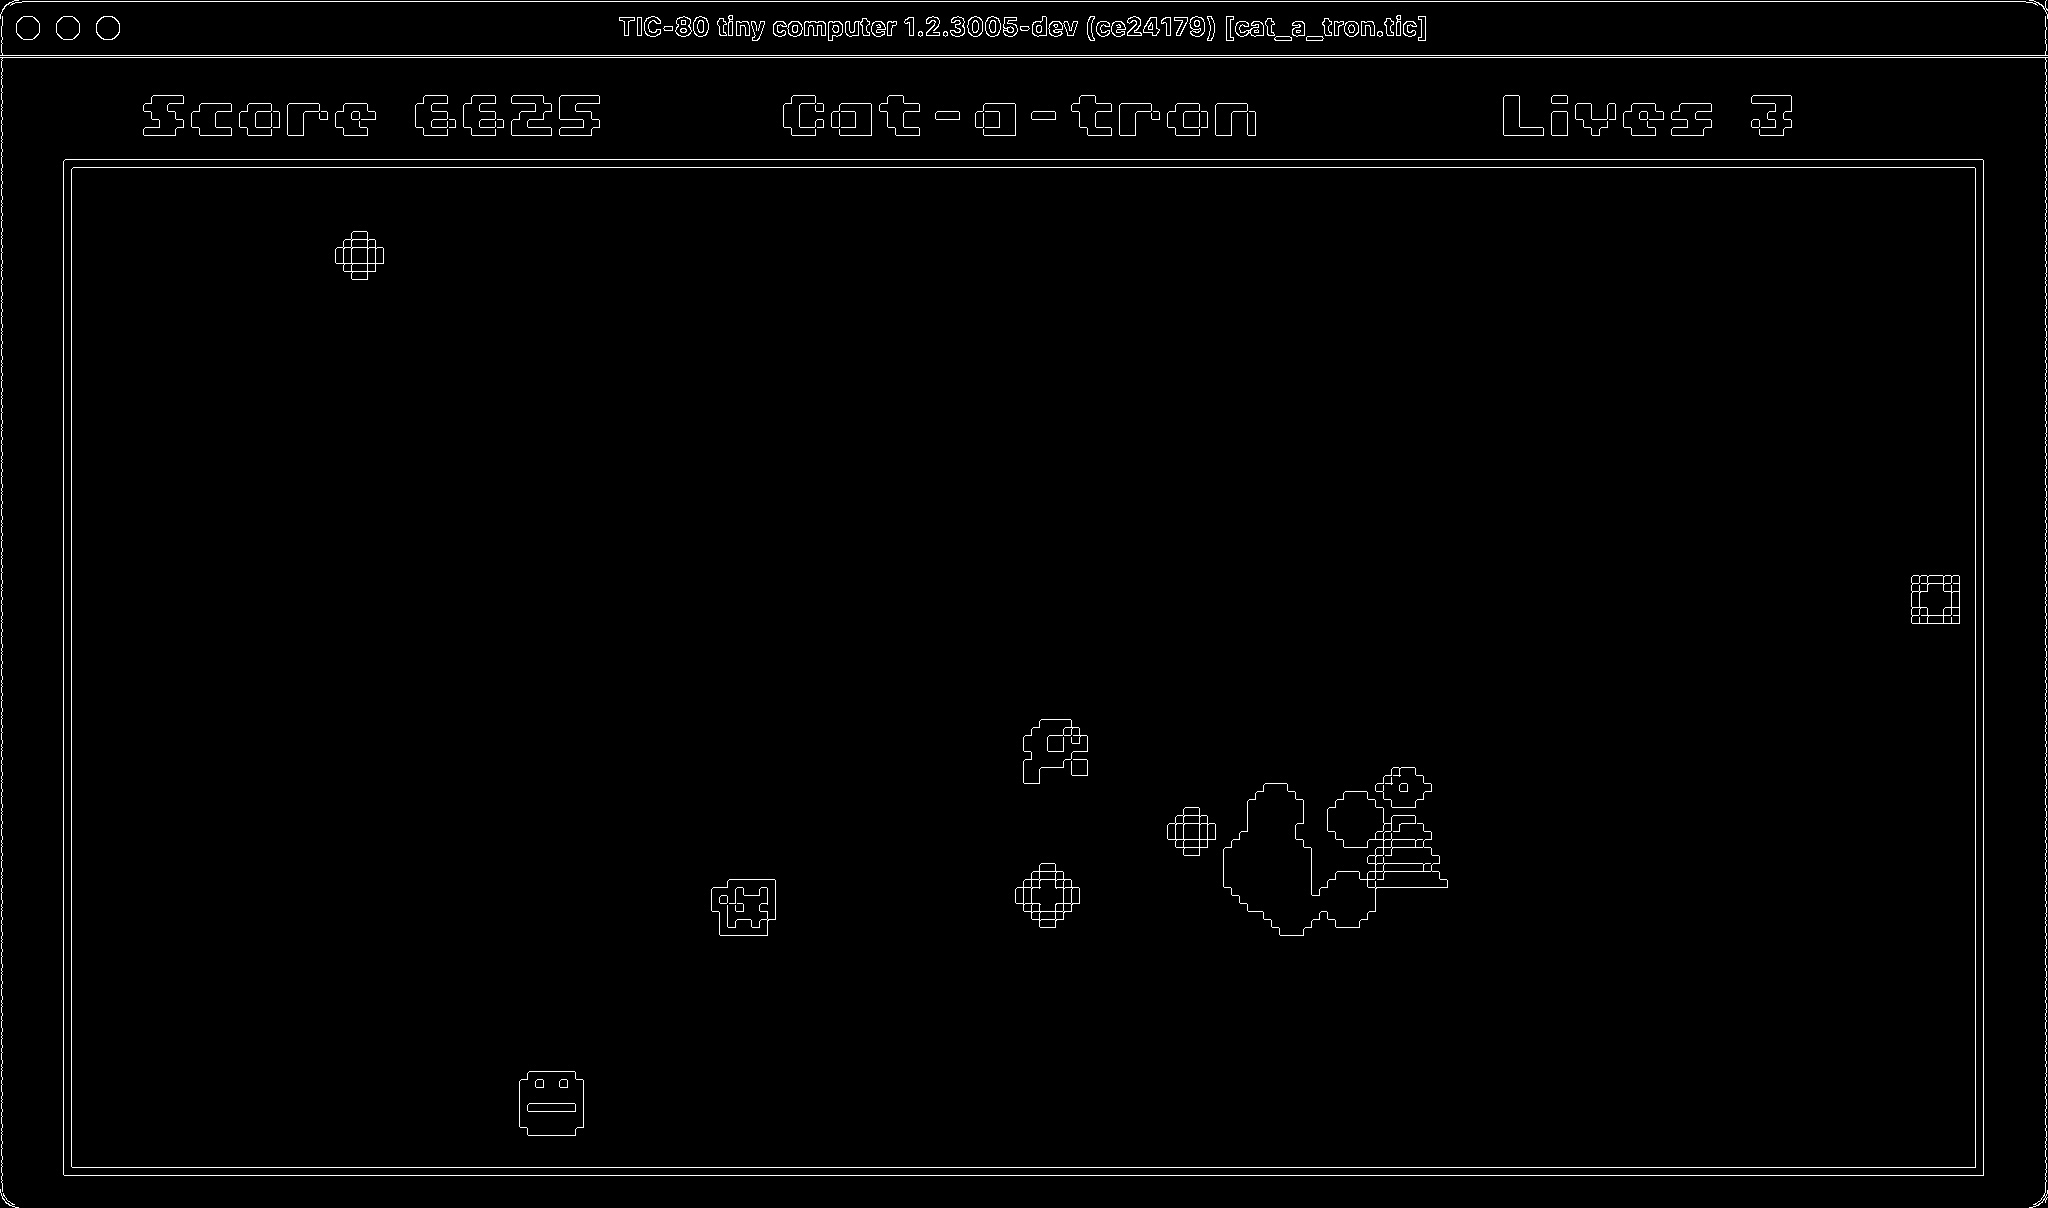 TIC-80 tiny computer 1.2.3005-dev (ce24179) [cat_a_tron.tic]
Score 6625 Cat-a-tron Lives 3